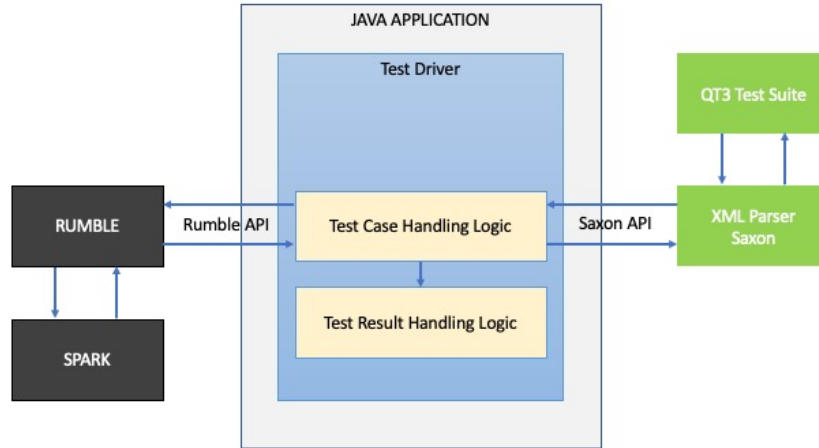 JAVA APPLICATION
Test Driver
QT3 Test Suite
RUMBLE
Rumble API
Test Case Handling Logic
Saxon API
XML Parser
Saxon
Test Result Handling Logic
SPARK